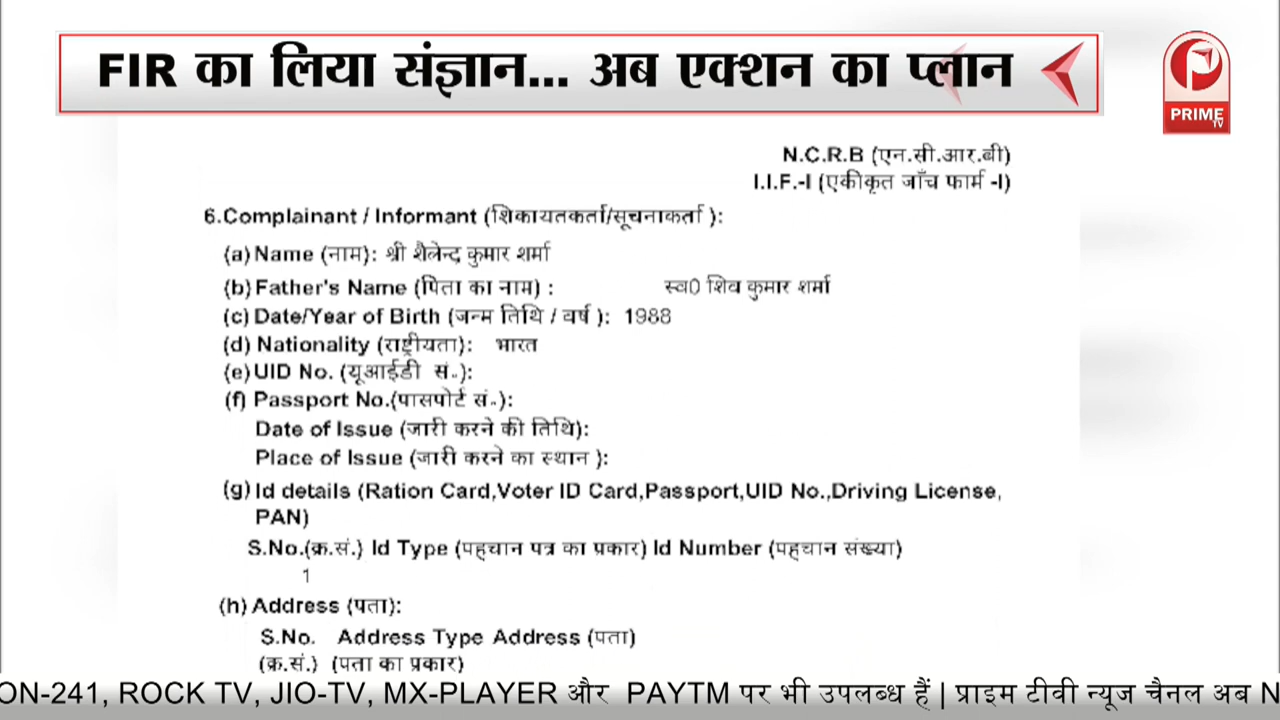 FIR का लिया संज्ञान... अब एक्शन का प्लान
PRIME
TV
N.C.R.B (एन.सी.आर.बी)
I.I.F.-I (एकीकृत जाँच फार्म -I)
6.Complainant / Informant (शिकायतकर्ता/सूचनाकर्ता ):
(a) Name (नाम): श्री शैलेन्द्र कुमार शर्मा
(b) Father's Name (पिता का नाम) : स्व0 शिव कुमार शर्मा
(c) Date/Year of Birth (जन्म तिथि / वर्ष ): 1988
(d) Nationality (राष्ट्रीयता): भारत
(e) UID No. (यूआईडी सं.):
(f) Passport No.(पासपोर्ट सं.):
Date of Issue (जारी करने की तिथि):
Place of Issue (जारी करने का स्थान ):
(g) Id details (Ration Card,Voter ID Card,Passport,UID No.,Driving License,
PAN)
S.No.(क्र.सं.) Id Type (पहचान पत्र का प्रकार) Id Number (पहचान संख्या)
1
(h) Address (पता):
S.No. Address Type Address (पता)
(क्र.सं.) (पता का प्रकार)
ON-241, ROCK TV, JIO-TV, MX-PLAYER और PAYTM पर भी उपलब्ध हैं | प्राइम टीवी न्यूज चैनल अब N